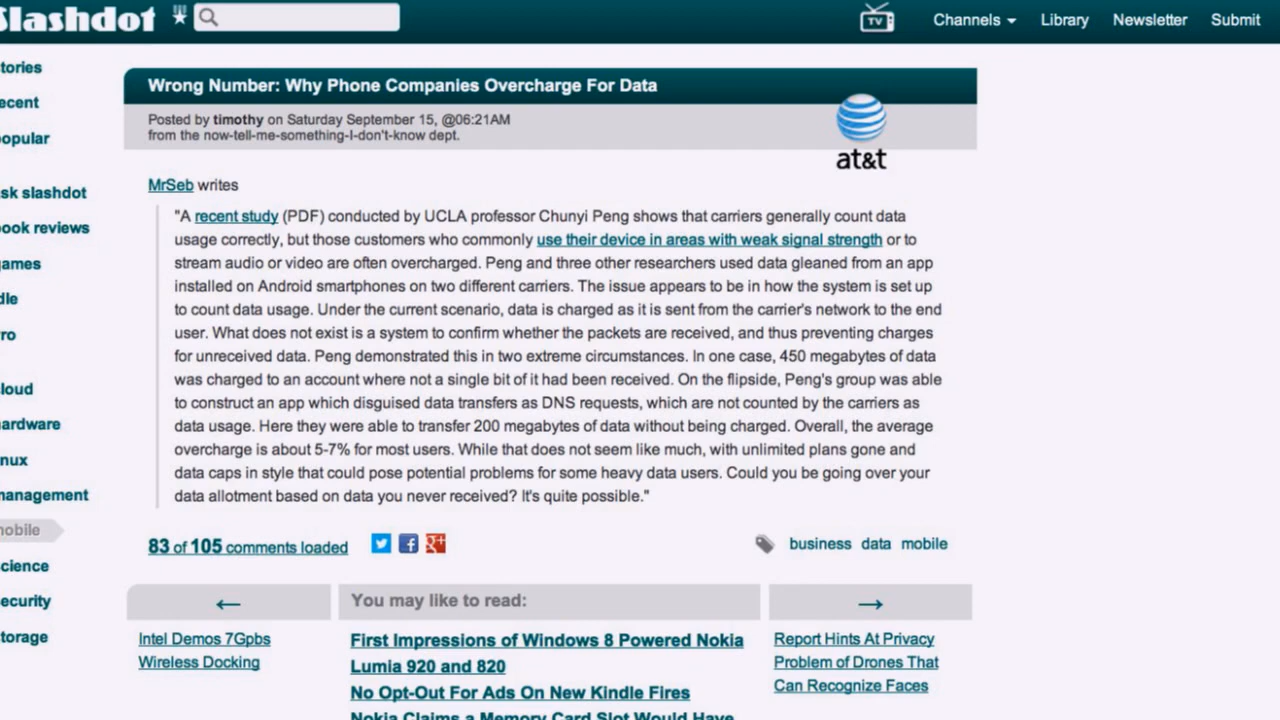 Slashdot
TV
Channels
Library
Newsletter
Submit
tories
ecent
opular
sk slashdot
ook reviews
ames
dle
ro
loud
ardware
nux
anagement
obile
cience
ecurity
torage
Wrong Number: Why Phone Companies Overcharge For Data
Posted by timothy on Saturday September 15, @06:21AM
from the now-tell-me-something-I-don't-know dept.
at&t
MrSeb writes
"A recent study (PDF) conducted by UCLA professor Chunyi Peng shows that carriers generally count data
usage correctly, but those customers who commonly use their device in areas with weak signal strength or to
stream audio or video are often overcharged. Peng and three other researchers used data gleaned from an app
installed on Android smartphones on two different carriers. The issue appears to be in how the system is set up
to count data usage. Under the current scenario, data is charged as it is sent from the carrier's network to the end
user. What does not exist is a system to confirm whether the packets are received, and thus preventing charges
for unreceived data. Peng demonstrated this in two extreme circumstances. In one case, 450 megabytes of data
was charged to an account where not a single bit of it had been received. On the flipside, Peng's group was able
to construct an app which disguised data transfers as DNS requests, which are not counted by the carriers as
data usage. Here they were able to transfer 200 megabytes of data without being charged. Overall, the average
overcharge is about 5-7% for most users. While that does not seem like much, with unlimited plans gone and
data caps in style that could pose potential problems for some heavy data users. Could you be going over your
data allotment based on data you never received? It's quite possible."
83 of 105 comments loaded
business data mobile
←
You may like to read:
→
Intel Demos 7Gpbs
Wireless Docking
First Impressions of Windows 8 Powered Nokia
Lumia 920 and 820
No Opt-Out For Ads On New Kindle Fires
Nokia Claims a Memory Card Slot Would Have
Report Hints At Privacy
Problem of Drones That
Can Recognize Faces